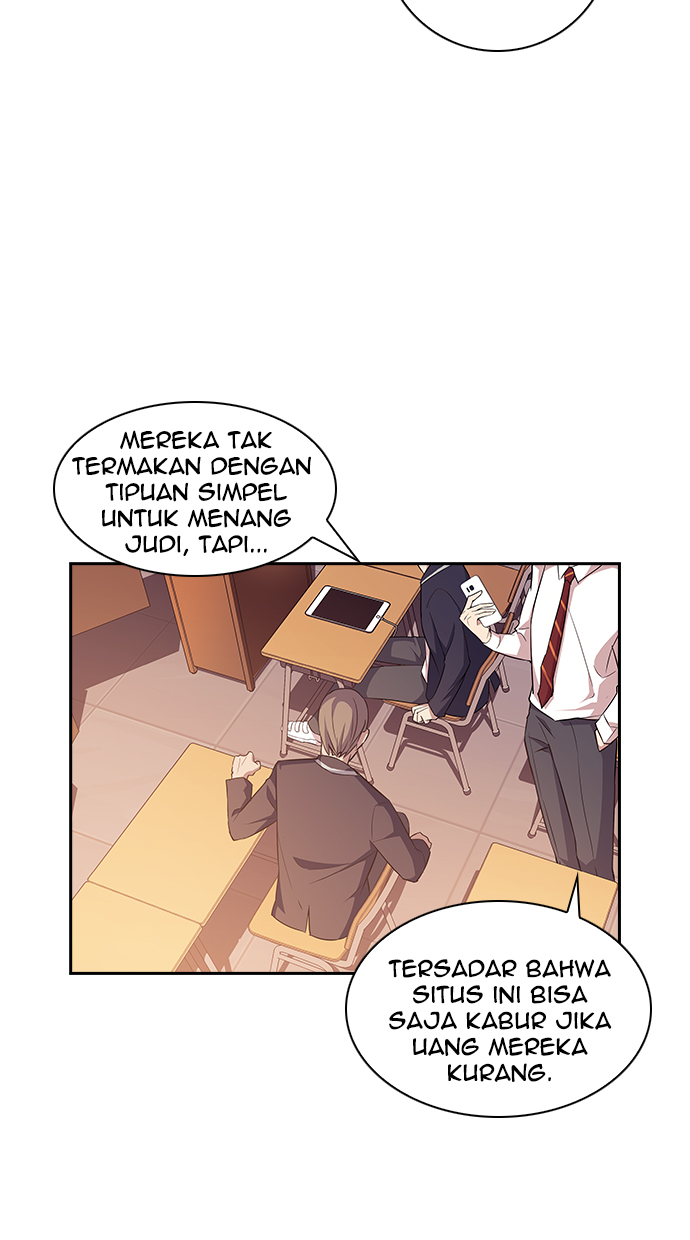 MEREKA TAK
TERMAKAN DENGAN
TIPUAN SIMPEL
UNTUK MENANG
JUDI, TAPI...
TERSADAR BAHWA
SITUS INI BISA
SAJA KABUR JIKA
UANG MEREKA
KURANG.